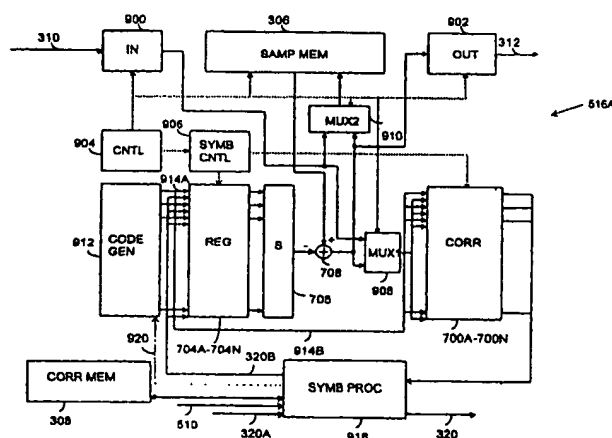 900
306
902
310
IN
SAMP MEM
OUT
312
516A
906
MUX2
910
904
CNTL
SYMB
CNTL
914A
912
CODE
GEN
REG
S
-
+
708
MUX
908
CORR
706
920
704A-704N
914B
700A-700N
CORR MEM
320B
SYMB PROC
308
510
320A
918
320